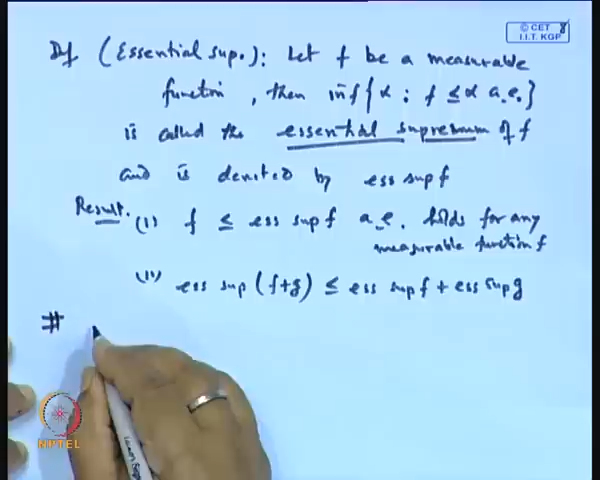 © CET
I.I.T. KGP
8
Df (Essential sup.): Let f be a measurable
function, then inf {α : f ≤ α a.e.}
is called the essential supremum of f
and is denoted by ess sup f
Result. (i) f ≤ ess sup f a.e. holds for any
measurable function f
(ii) ess sup (f+g) ≤ ess sup f + ess sup g
#
NPTEL